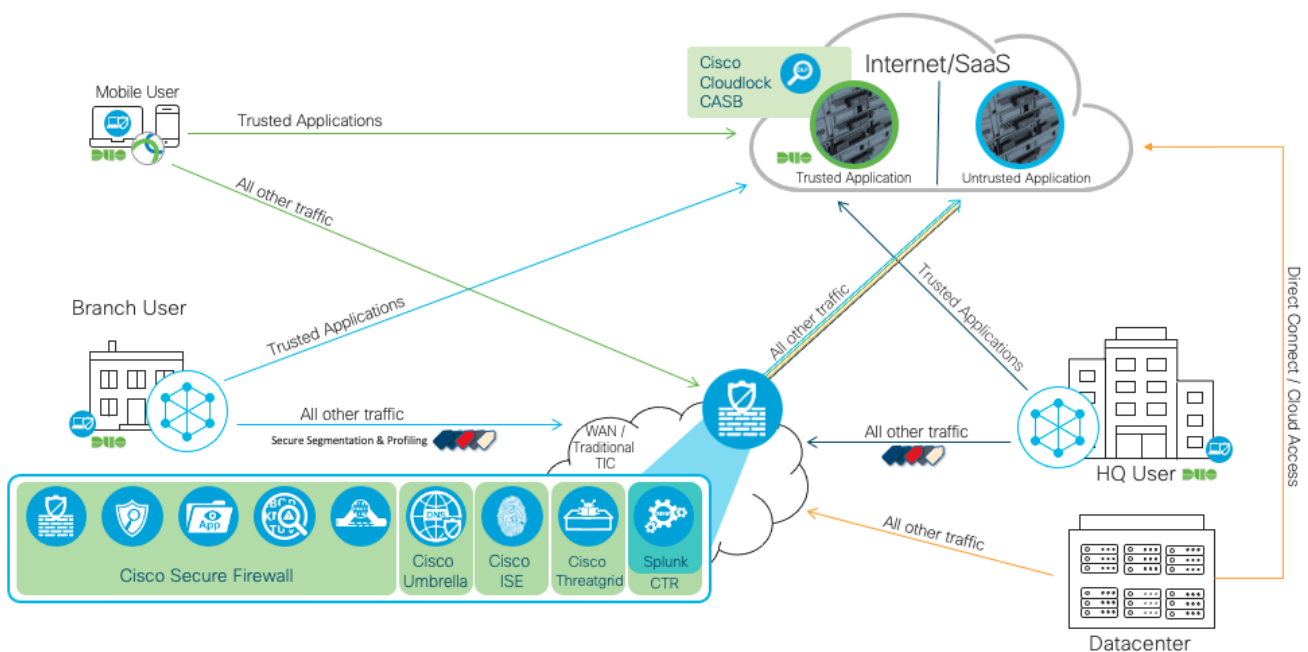 Cisco
Cloudlock
CASB
DLP
Internet/SaaS
Mobile User
DUO
Trusted Applications
All other traffic
DUO
Trusted Application
Untrusted Application
Branch User
DUO
Trusted Applications
All other traffic
Secure Segmentation & Profiling
All other traffic
Trusted Applications
WAN /
Traditional
TIC
All other traffic
HQ User
DUO
Direct Connect / Cloud Access
All other traffic
Datacenter
App
Cisco Secure Firewall
DNS
Cisco
Umbrella
Cisco
ISE
Cisco
Threatgrid
Splunk
CTR